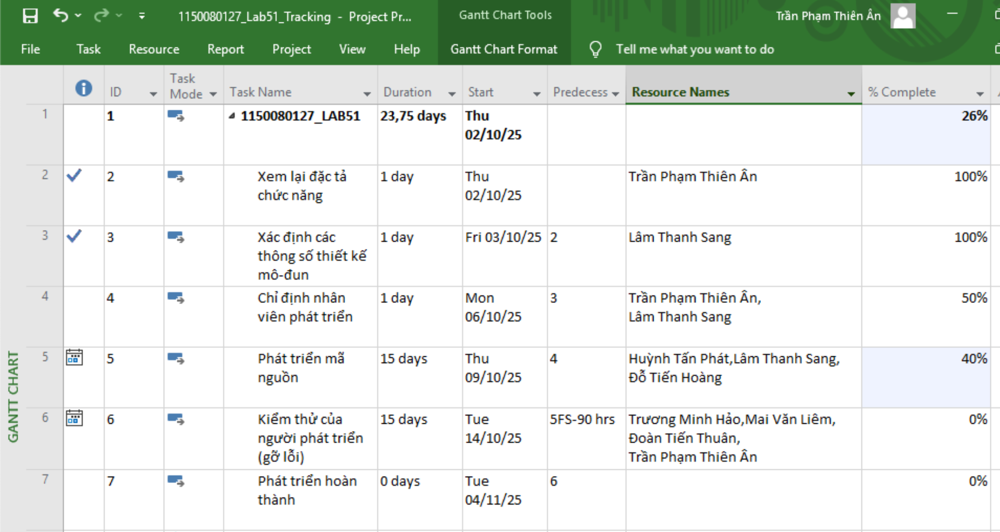 1150080127_Lab51_Tracking - Project Pr...
Gantt Chart Tools
Trần Phạm Thiên Ân
File Task Resource Report Project View Help Gantt Chart Format Tell me what you want to do
ID Task Mode Task Name Duration Start Predecess Resource Names % Complete
1 1 1150080127_LAB51 23,75 days Thu 26%
02/10/25
2 2 Xem lại đặc tả 1 day Thu Trần Phạm Thiên Ân 100%
chức năng 02/10/25
3 3 Xác định các 1 day Fri 03/10/25 2 Lâm Thanh Sang 100%
thông số thiết kế
mô-đun
4 4 Chỉ định nhân 1 day Mon 3 Trần Phạm Thiên Ân, 50%
viên phát triển 06/10/25 Lâm Thanh Sang
5 5 Phát triển mã 15 days Thu 4 Huỳnh Tấn Phát,Lâm Thanh Sang, 40%
nguồn 09/10/25 Đỗ Tiến Hoàng
6 6 Kiểm thử của 15 days Tue 5FS-90 hrs Trương Minh Hảo,Mai Văn Liêm, 0%
người phát triển 14/10/25 Đoàn Tiến Thuân,
(gỡ lỗi) Trần Phạm Thiên Ân
7 7 Phát triển hoàn 0 days Tue 6 0%
thành 04/11/25
GANTT CHART